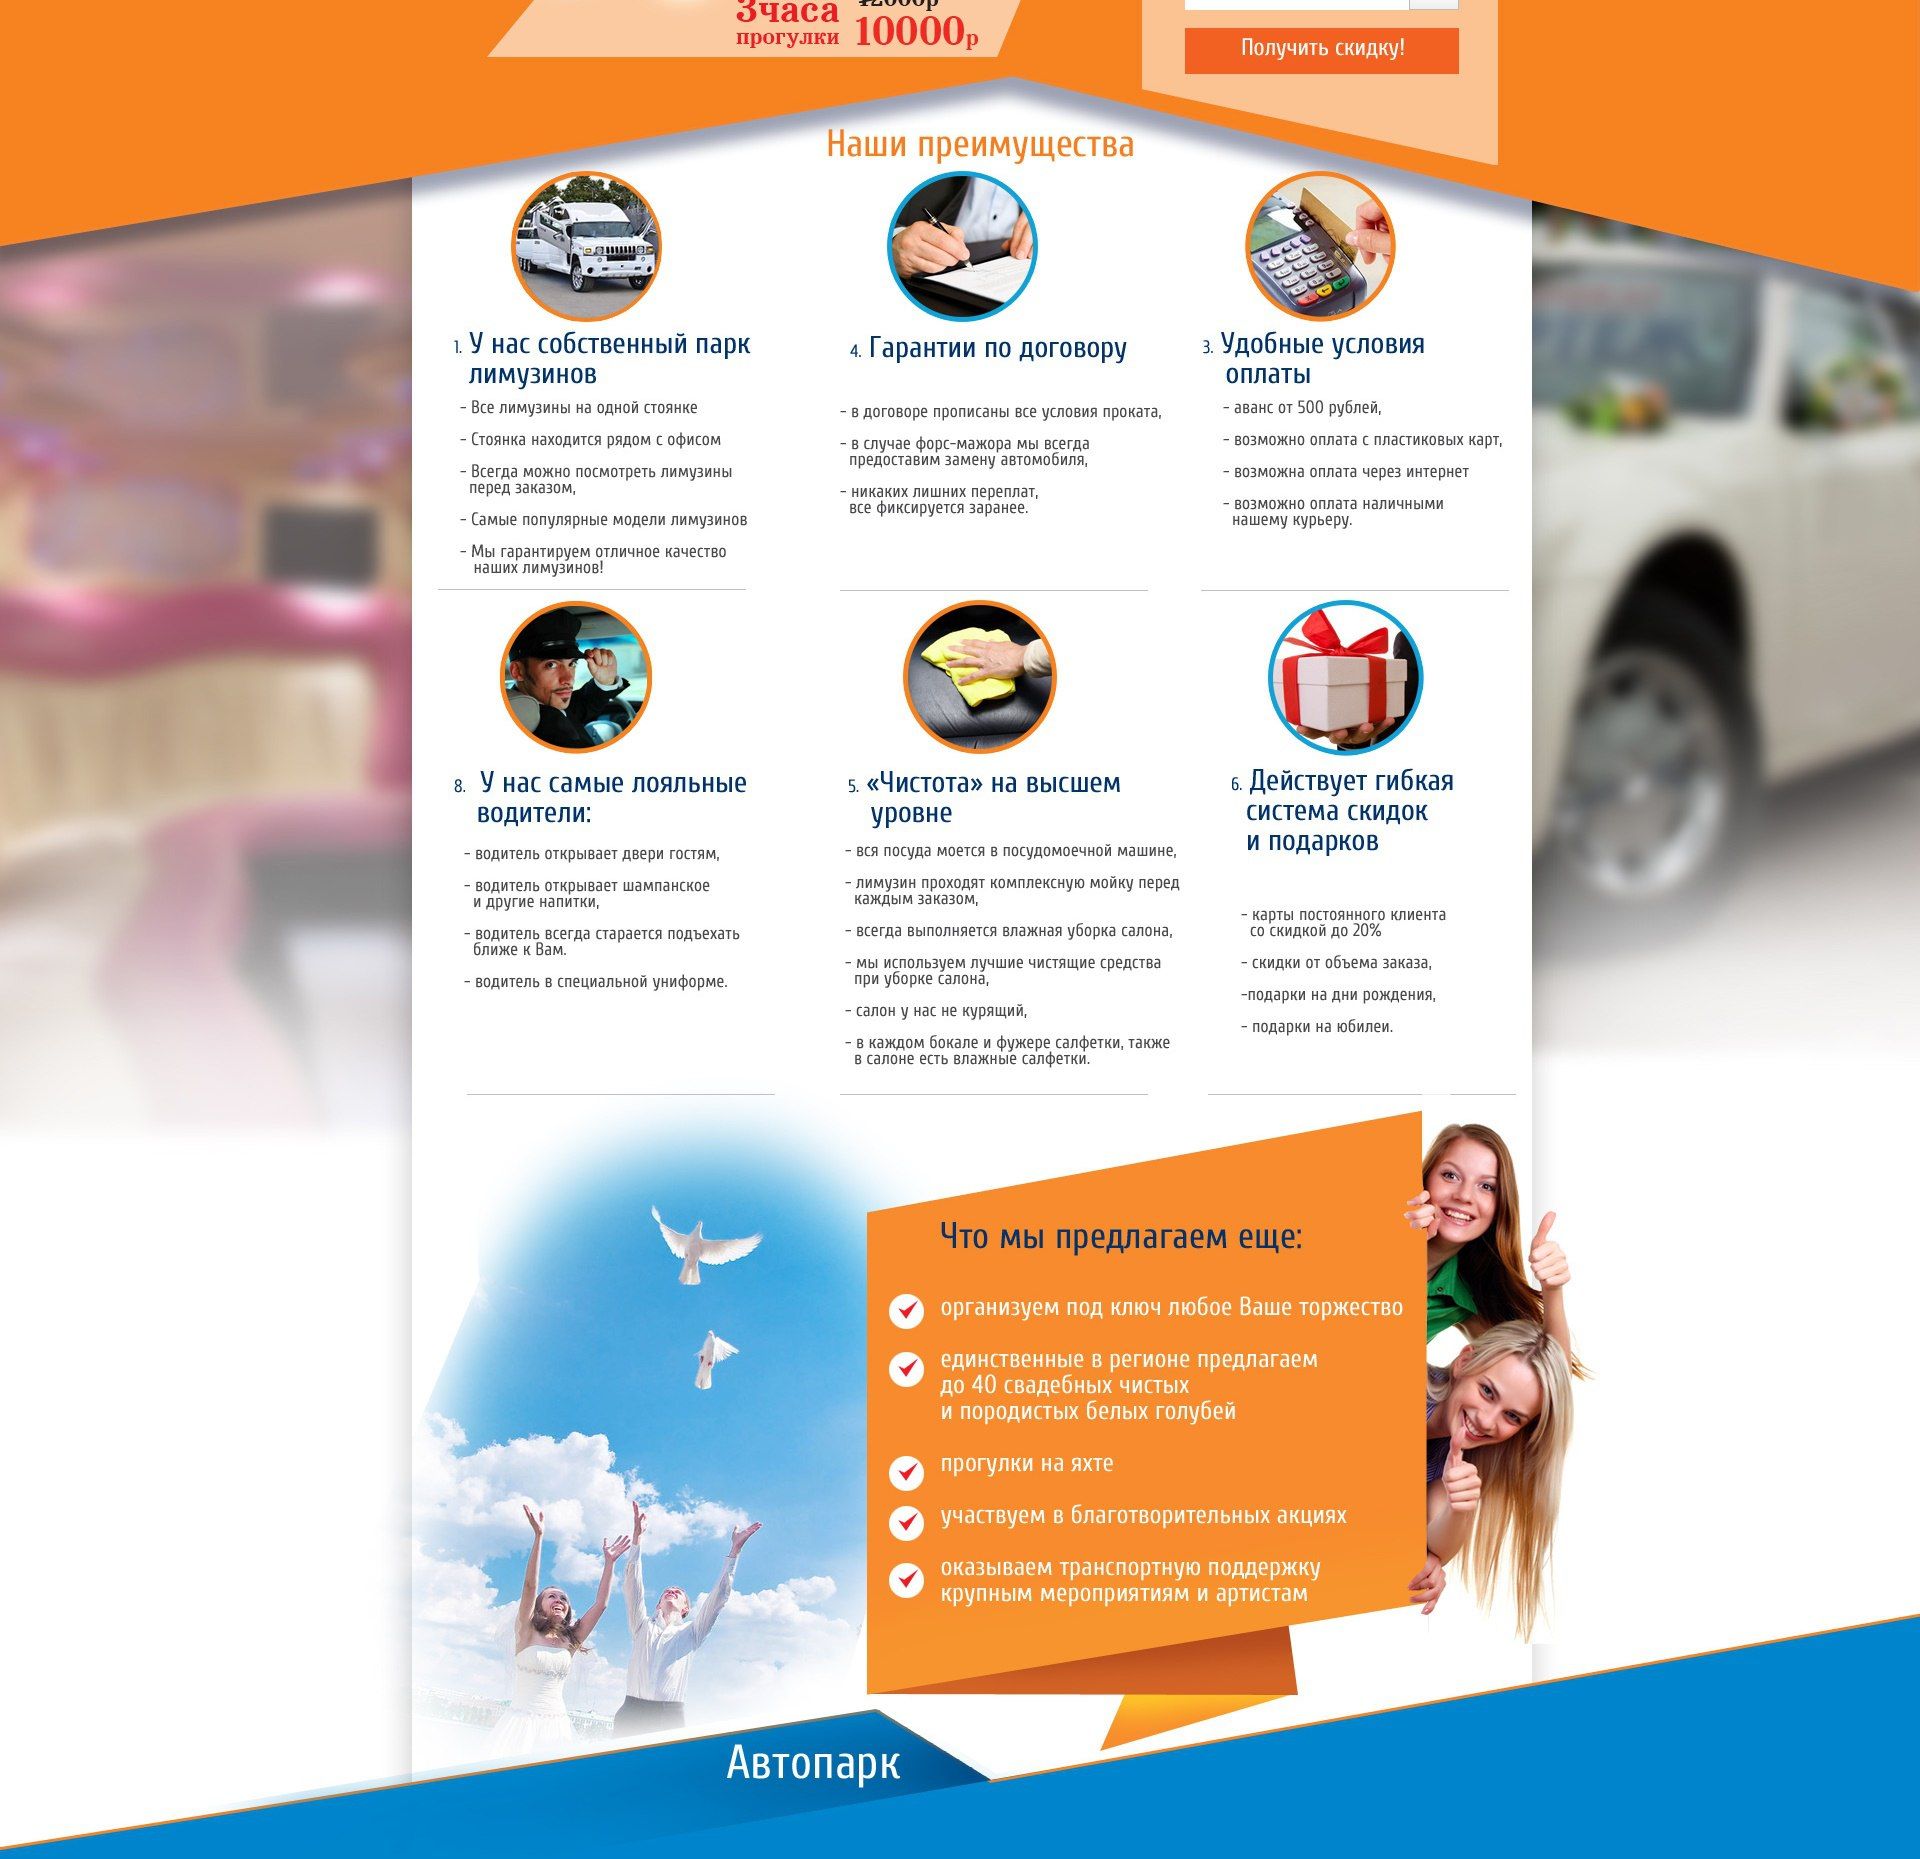 3часа
прогулки
12000р
10000р
Получить скидку!
Наши преимущества
1. У нас собственный парк
лимузинов
- Все лимузины на одной стоянке
- Стоянка находится рядом с офисом
- Всегда можно посмотреть лимузины
перед заказом,
- Самые популярные модели лимузинов
- Мы гарантируем отличное качество
наших лимузинов!
4. Гарантии по договору
- в договоре прописаны все условия проката,
- в случае форс-мажора мы всегда
предоставим замену автомобиля,
- никаких лишних переплат,
все фиксируется заранее.
3. Удобные условия
оплаты
- аванс от 500 рублей,
- возможно оплата с пластиковых карт,
- возможна оплата через интернет
- возможно оплата наличными
нашему курьеру.
8. У нас самые лояльные
водители:
- водитель открывает двери гостям,
- водитель открывает шампанское
и другие напитки,
- водитель всегда старается подъехать
ближе к Вам.
- водитель в специальной униформе.
5. «Чистота» на высшем
уровне
- вся посуда моется в посудомоечной машине,
- лимузин проходят комплексную мойку перед
каждым заказом,
- всегда выполняется влажная уборка салона,
- мы используем лучшие чистящие средства
при уборке салона,
- салон у нас не курящий,
- в каждом бокале и фужере салфетки, также
в салоне есть влажные салфетки.
6. Действует гибкая
система скидок
и подарков
- карты постоянного клиента
со скидкой до 20%
- скидки от объема заказа,
-подарки на дни рождения,
- подарки на юбилеи.
Что мы предлагаем еще:
организуем под ключ любое Ваше торжество
единственные в регионе предлагаем
до 40 свадебных чистых
и породистых белых голубей
прогулки на яхте
участвуем в благотворительных акциях
оказываем транспортную поддержку
крупным мероприятиям и артистам
Автопарк